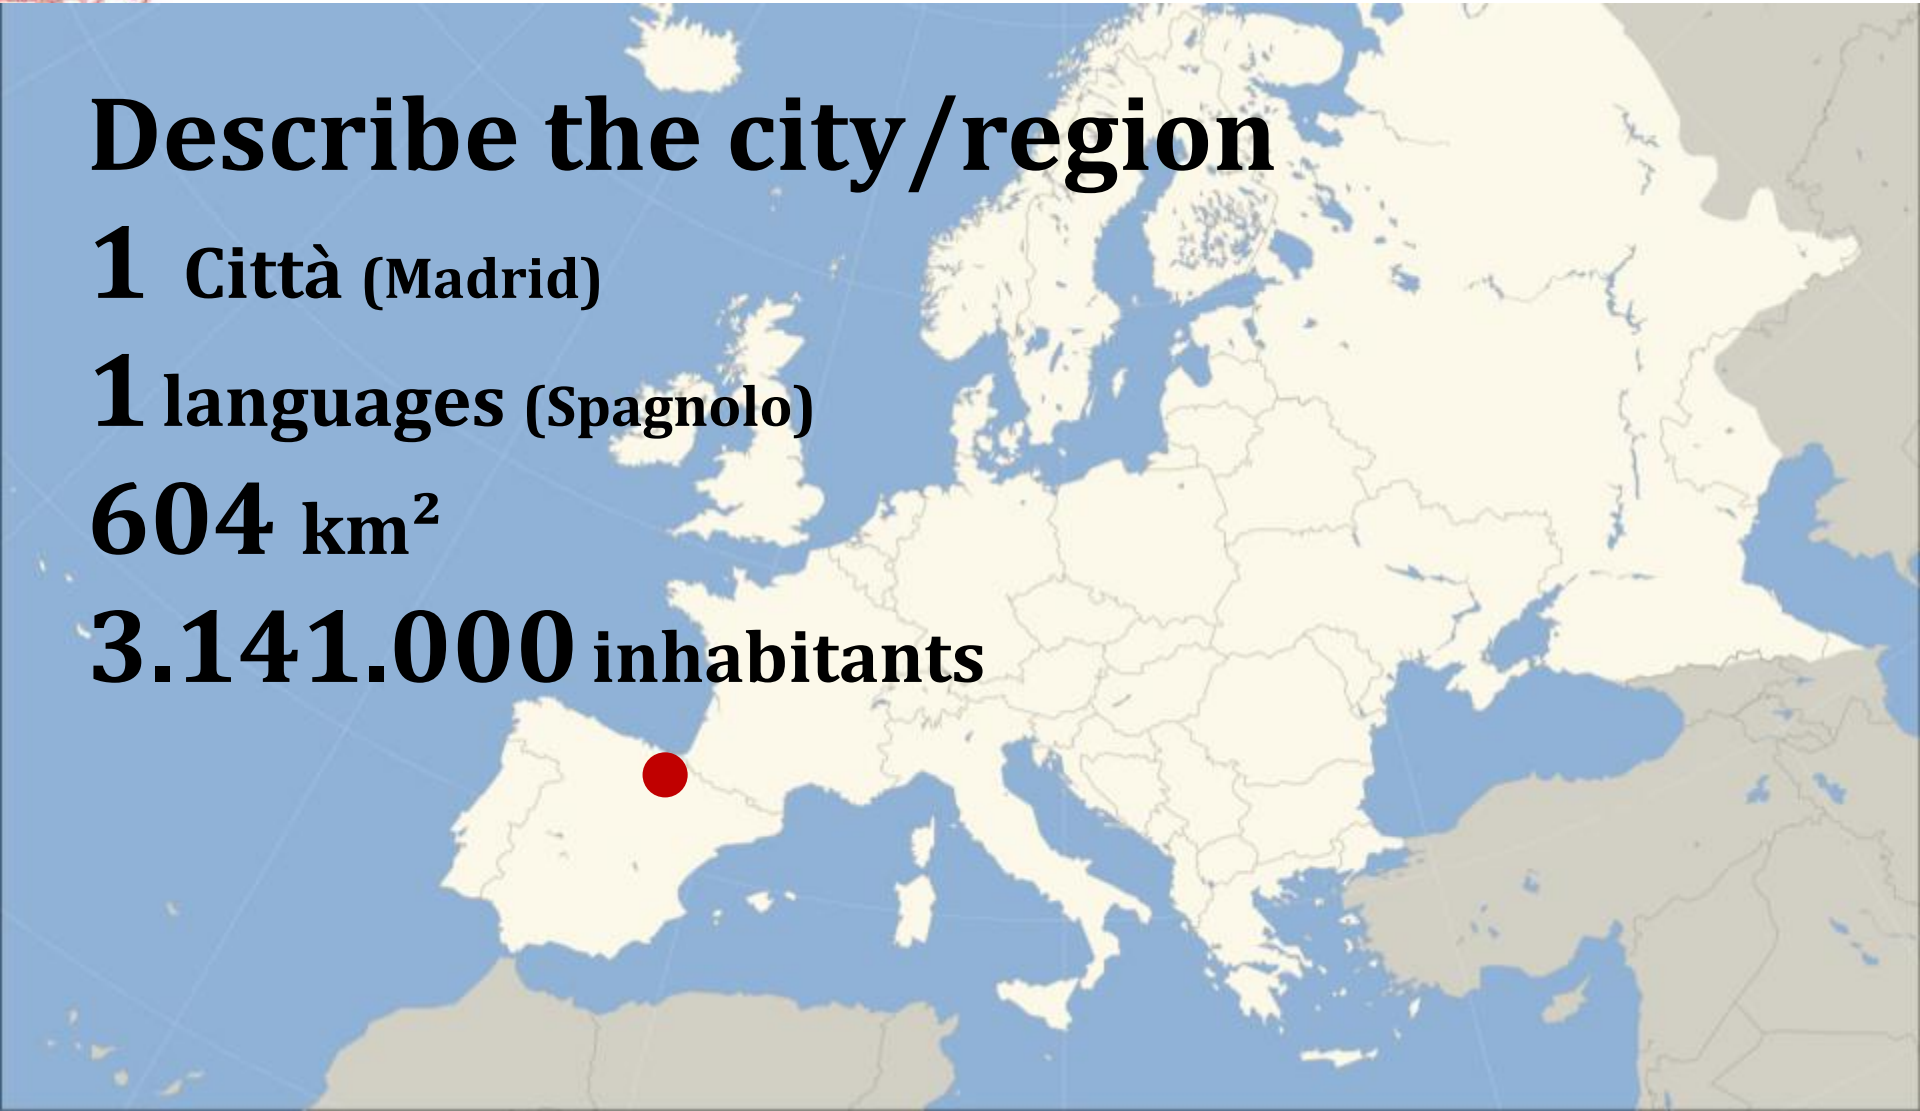 Describe the city/region
1 Città (Madrid)
1 languages (Spagnolo)
604 km²
3.141.000 inhabitants